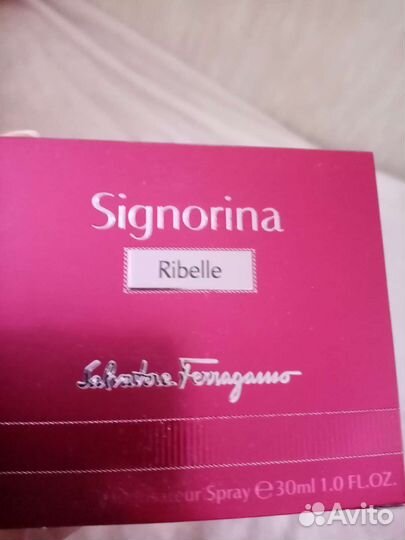 Signorina
Ribelle
Salvatore Ferragamo
Spray ℮ 30ml 1.0 FL.OZ.
Avito